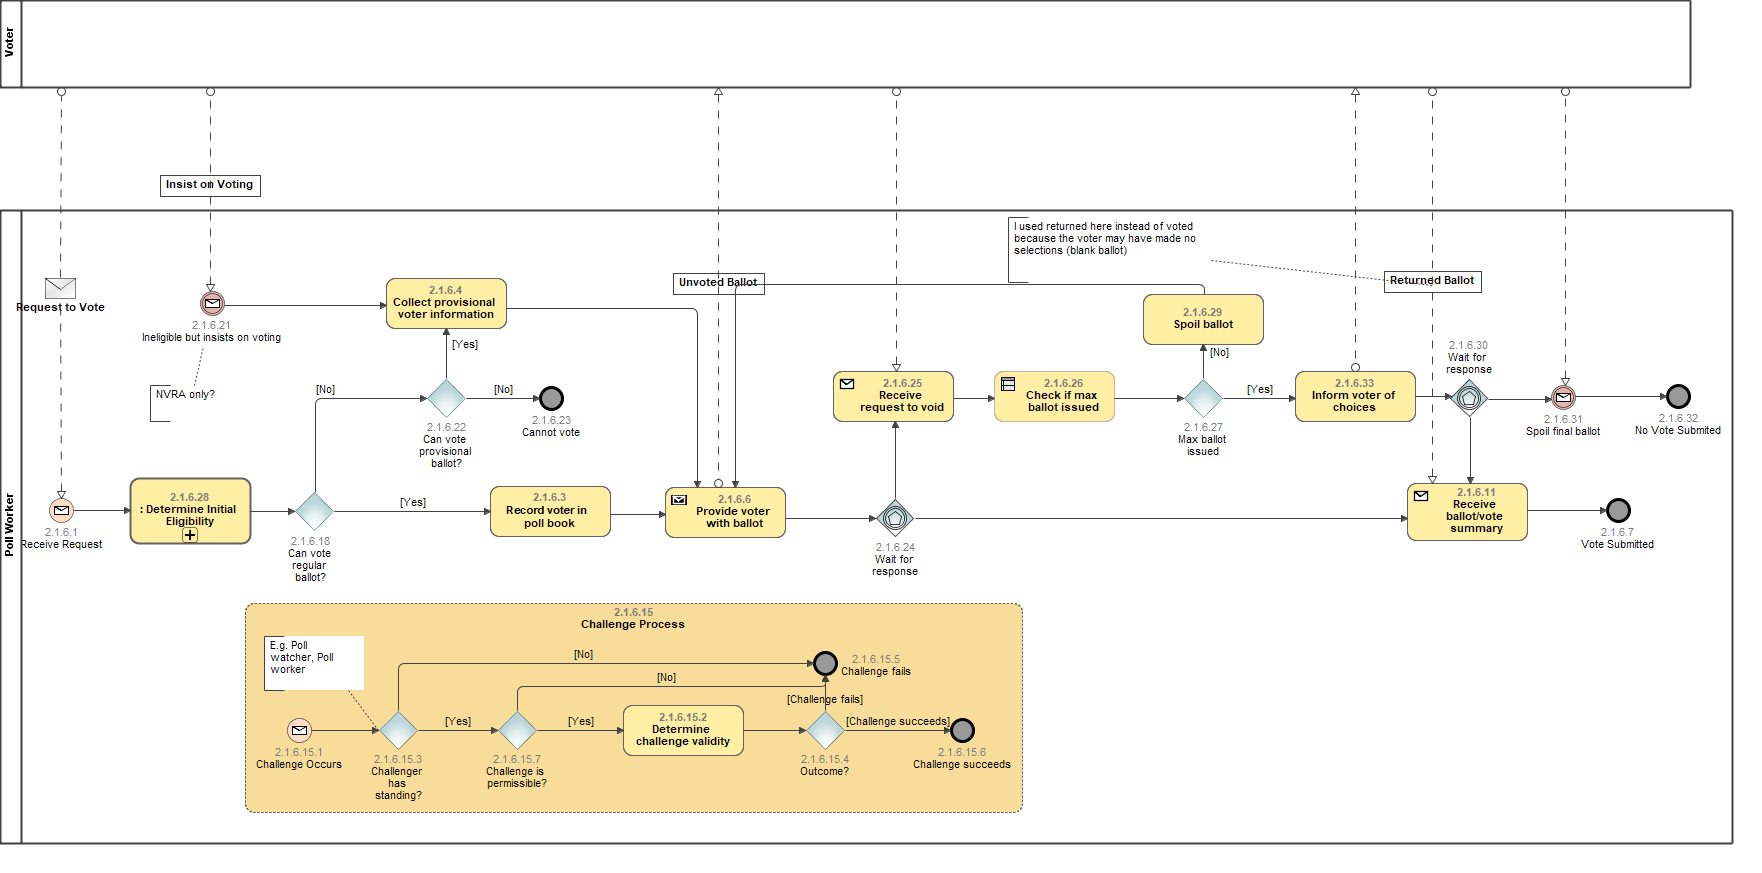 Voter
Insist on Voting
Poll Worker
I used returned here instead of voted
because the voter may have made no
selections (blank ballot)
Request to Vote
2.1.6.21
Ineligible but insists on voting
NVRA only?
2.1.6.4
Collect provisional
voter information
Unvoted Ballot
Returned Ballot
2.1.6.29
Spoil ballot
[Yes]
[No]
[No]
[No]
2.1.6.22
Can vote
provisional
ballot?
2.1.6.23
Cannot vote
2.1.6.25
Receive
request to void
2.1.6.26
Check if max
ballot issued
2.1.6.27
Max ballot
issued
[Yes]
2.1.6.33
Inform voter of
choices
2.1.6.30
Wait for
response
2.1.6.31
Spoil final ballot
2.1.6.32
No Vote Submited
2.1.6.1
Receive Request
2.1.6.28
: Determine Initial
Eligibility
2.1.6.18
Can vote
regular
ballot?
[Yes]
2.1.6.3
Record voter in
poll book
2.1.6.6
Provide voter
with ballot
2.1.6.24
Wait for
response
2.1.6.11
Receive
ballot/vote
summary
2.1.6.7
Vote Submitted
2.1.6.15
Challenge Process
E.g. Poll
watcher, Poll
worker
[No]
[No]
2.1.6.15.5
Challenge fails
[Challenge fails]
2.1.6.15.1
Challenge Occurs
2.1.6.15.3
Challenger
has
standing?
[Yes]
2.1.6.15.7
Challenge is
permissible?
[Yes]
2.1.6.15.2
Determine
challenge validity
2.1.6.15.4
Outcome?
[Challenge succeeds]
2.1.6.15.6
Challenge succeeds